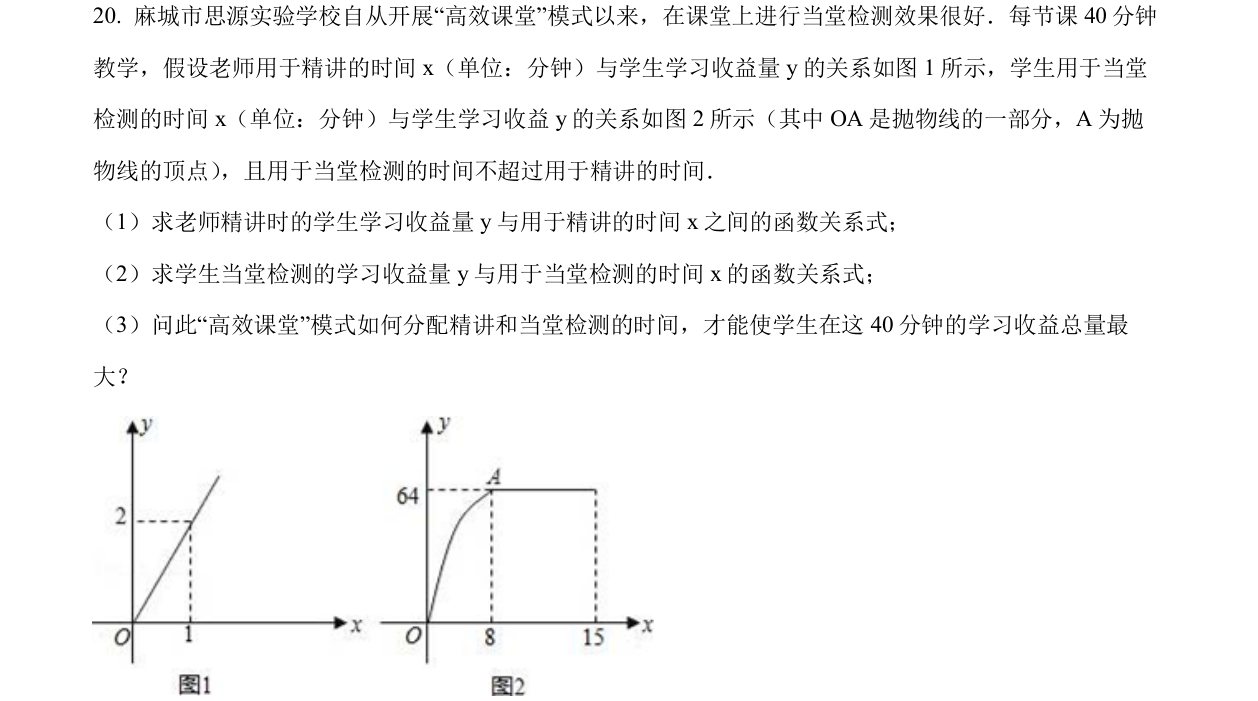 20. 麻城市思源实验学校自从开展“高效课堂”模式以来，在课堂上进行当堂检测效果很好．每节课 40 分钟
教学，假设老师用于精讲的时间 x（单位：分钟）与学生学习收益量 y 的关系如图 1 所示，学生用于当堂
检测的时间 x（单位：分钟）与学生学习收益 y 的关系如图 2 所示（其中 OA 是抛物线的一部分，A 为抛
物线的顶点），且用于当堂检测的时间不超过用于精讲的时间．
（1）求老师精讲时的学生学习收益量 y 与用于精讲的时间 x 之间的函数关系式；
（2）求学生当堂检测的学习收益量 y 与用于当堂检测的时间 x 的函数关系式；
（3）问此“高效课堂”模式如何分配精讲和当堂检测的时间，才能使学生在这 40 分钟的学习收益总量最
大？
y
2
O
1
x
图1
y
64
A
O
8
15
x
图2